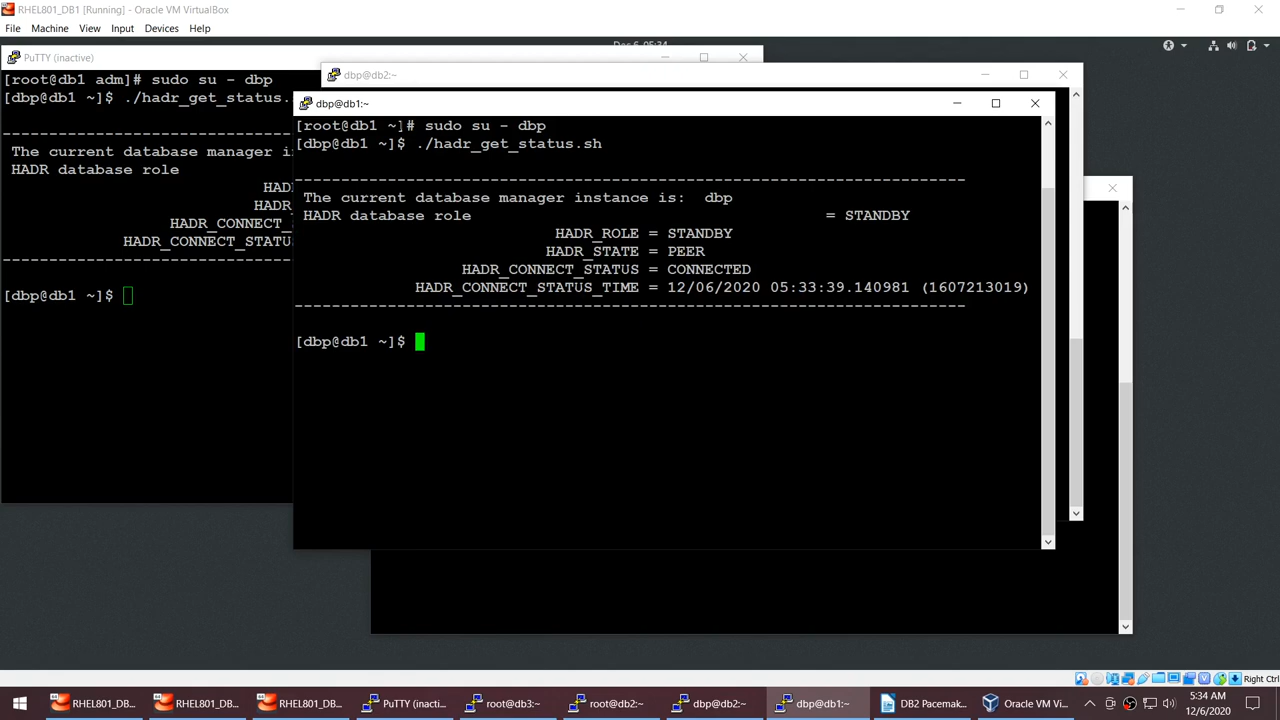 RHEL801_DB1 [Running] - Oracle VM VirtualBox
File Machine View Input Devices Help
PuTTY (inactive)
[root@db1 adm]# sudo su - dbp
[dbp@db1 ~]$ ./hadr_get_status.
The current database manager i
HADR database role
HAD
HADR
HADR_CONNECT_
HADR_CONNECT_STATU
[dbp@db1 ~]$
dbp@db2:~
dbp@db1:~
[root@db1 ~]# sudo su - dbp
[dbp@db1 ~]$ ./hadr_get_status.sh
--------------------------------------------------------------------------------
The current database manager instance is: dbp
HADR database role = STANDBY
HADR_ROLE = STANDBY
HADR_STATE = PEER
HADR_CONNECT_STATUS = CONNECTED
HADR_CONNECT_STATUS_TIME = 12/06/2020 05:33:39.140981 (1607213019)
--------------------------------------------------------------------------------
[dbp@db1 ~]$
Right Ctrl
RHEL801_DB... RHEL801_DB... RHEL801_DB... PuTTY (inacti... root@db3:~ root@db2:~ dbp@db2:~ dbp@db1:~ DB2 Pacemak... Oracle VM Vi...
5:34 AM
12/6/2020